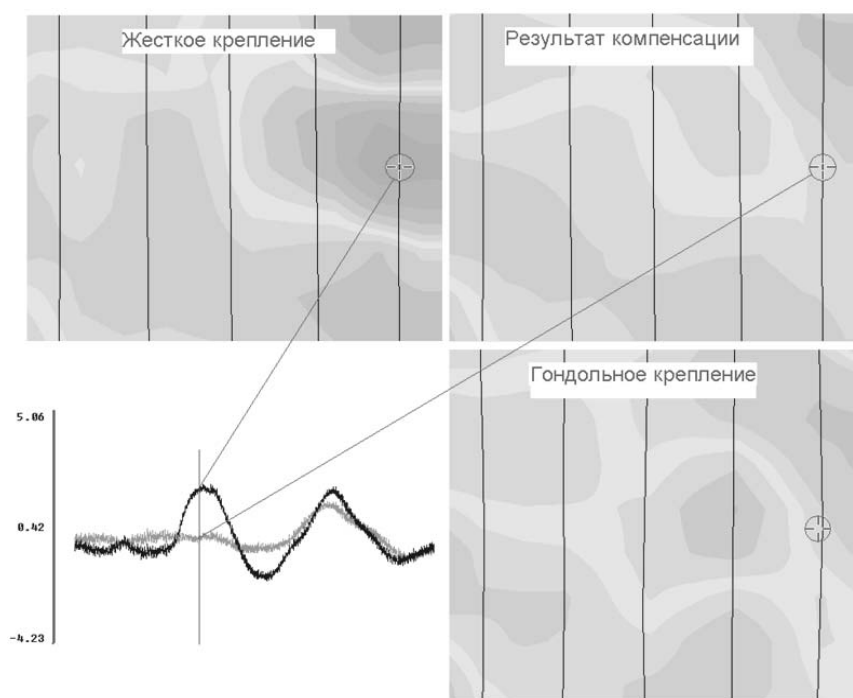 Жесткое крепление
Результат компенсации
Гондольное крепление
5.06
0.42
-4.23